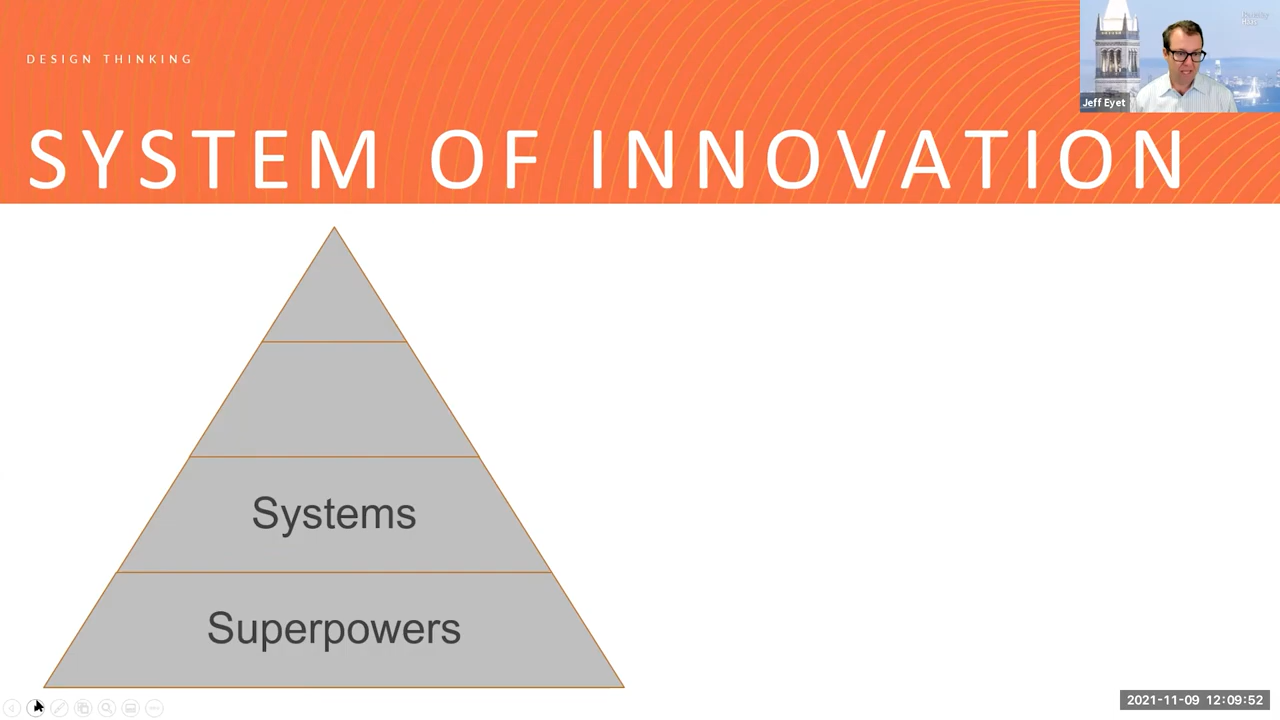 DESIGN THINKING
SYSTEM OF INNOVATION
Jeff Eyet
Systems
Superpowers
2021-11-09 12:09:52